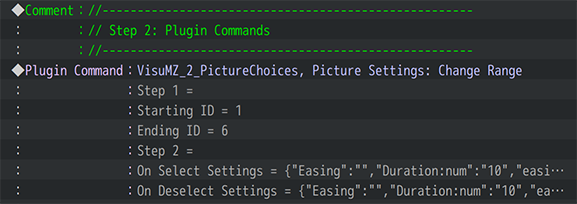 ◆Comment：//----------------------------------------------------
：　　　：// Step 2: Plugin Commands
：　　　：//----------------------------------------------------
◆Plugin Command：VisuMZ_2_PictureChoices, Picture Settings: Change Range
：　　　　　　　：Step 1 =
：　　　　　　　：Starting ID = 1
：　　　　　　　：Ending ID = 6
：　　　　　　　：Step 2 =
：　　　　　　　：On Select Settings = {"Easing":"","Duration:num":"10","easi…
：　　　　　　　：On Deselect Settings = {"Easing":"","Duration:num":"10","ea…